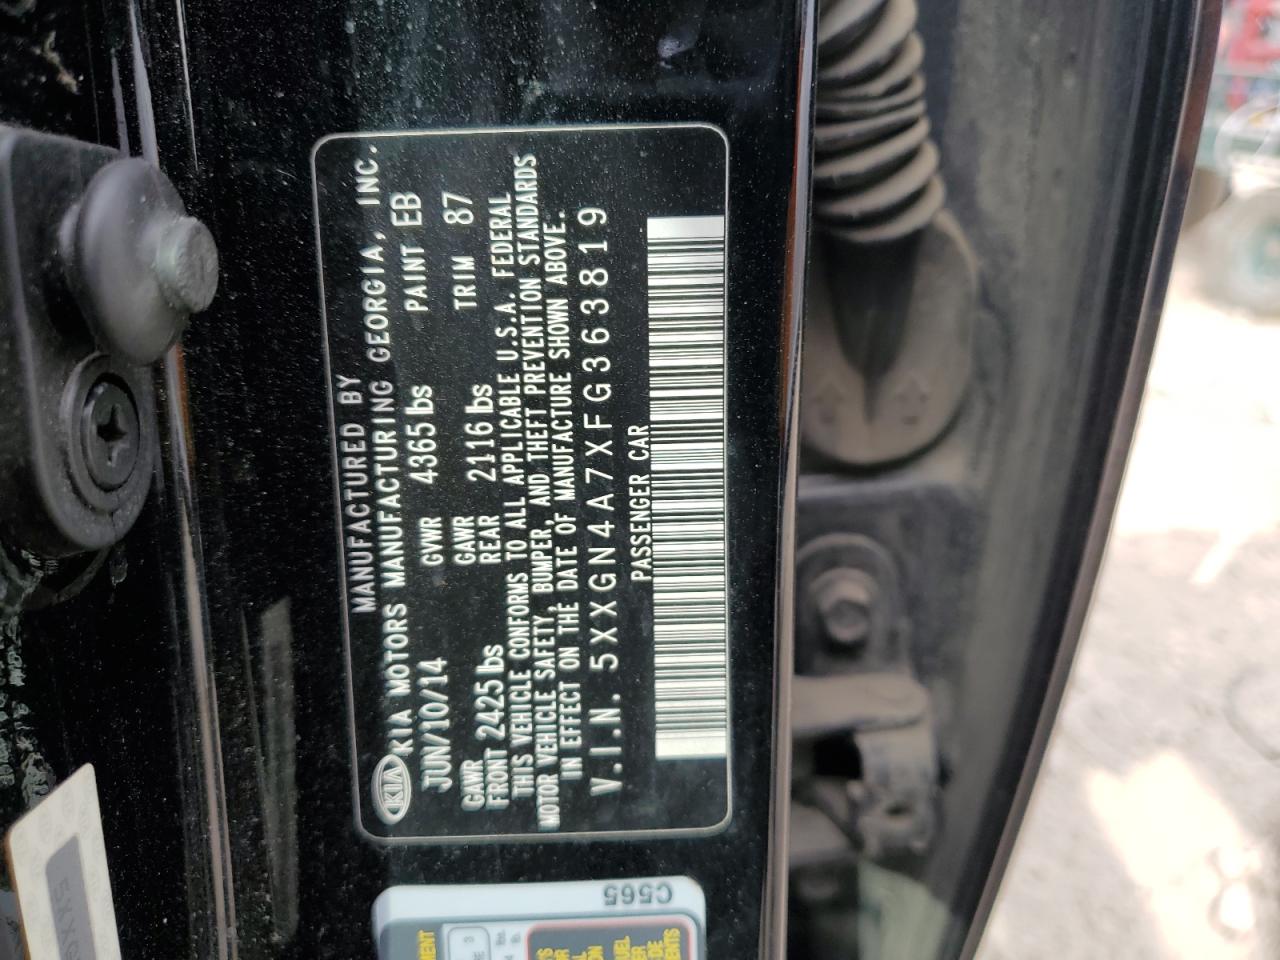 MANUFACTURED BY
KIA KIA MOTORS MANUFACTURING GEORGIA, INC.
JUN/10/14 GVWR 4365 lbs PAINT EB
GAWR FRONT 2425 lbs GAWR REAR 2116 lbs TRIM 87
THIS VEHICLE CONFORMS TO ALL APPLICABLE U.S.A. FEDERAL
MOTOR VEHICLE SAFETY, BUMPER, AND THEFT PREVENTION STANDARDS
IN EFFECT ON THE DATE OF MANUFACTURE SHOWN ABOVE.
V.I.N. 5XXGN4A7XFG363819
PASSENGER CAR
C565
5XXG